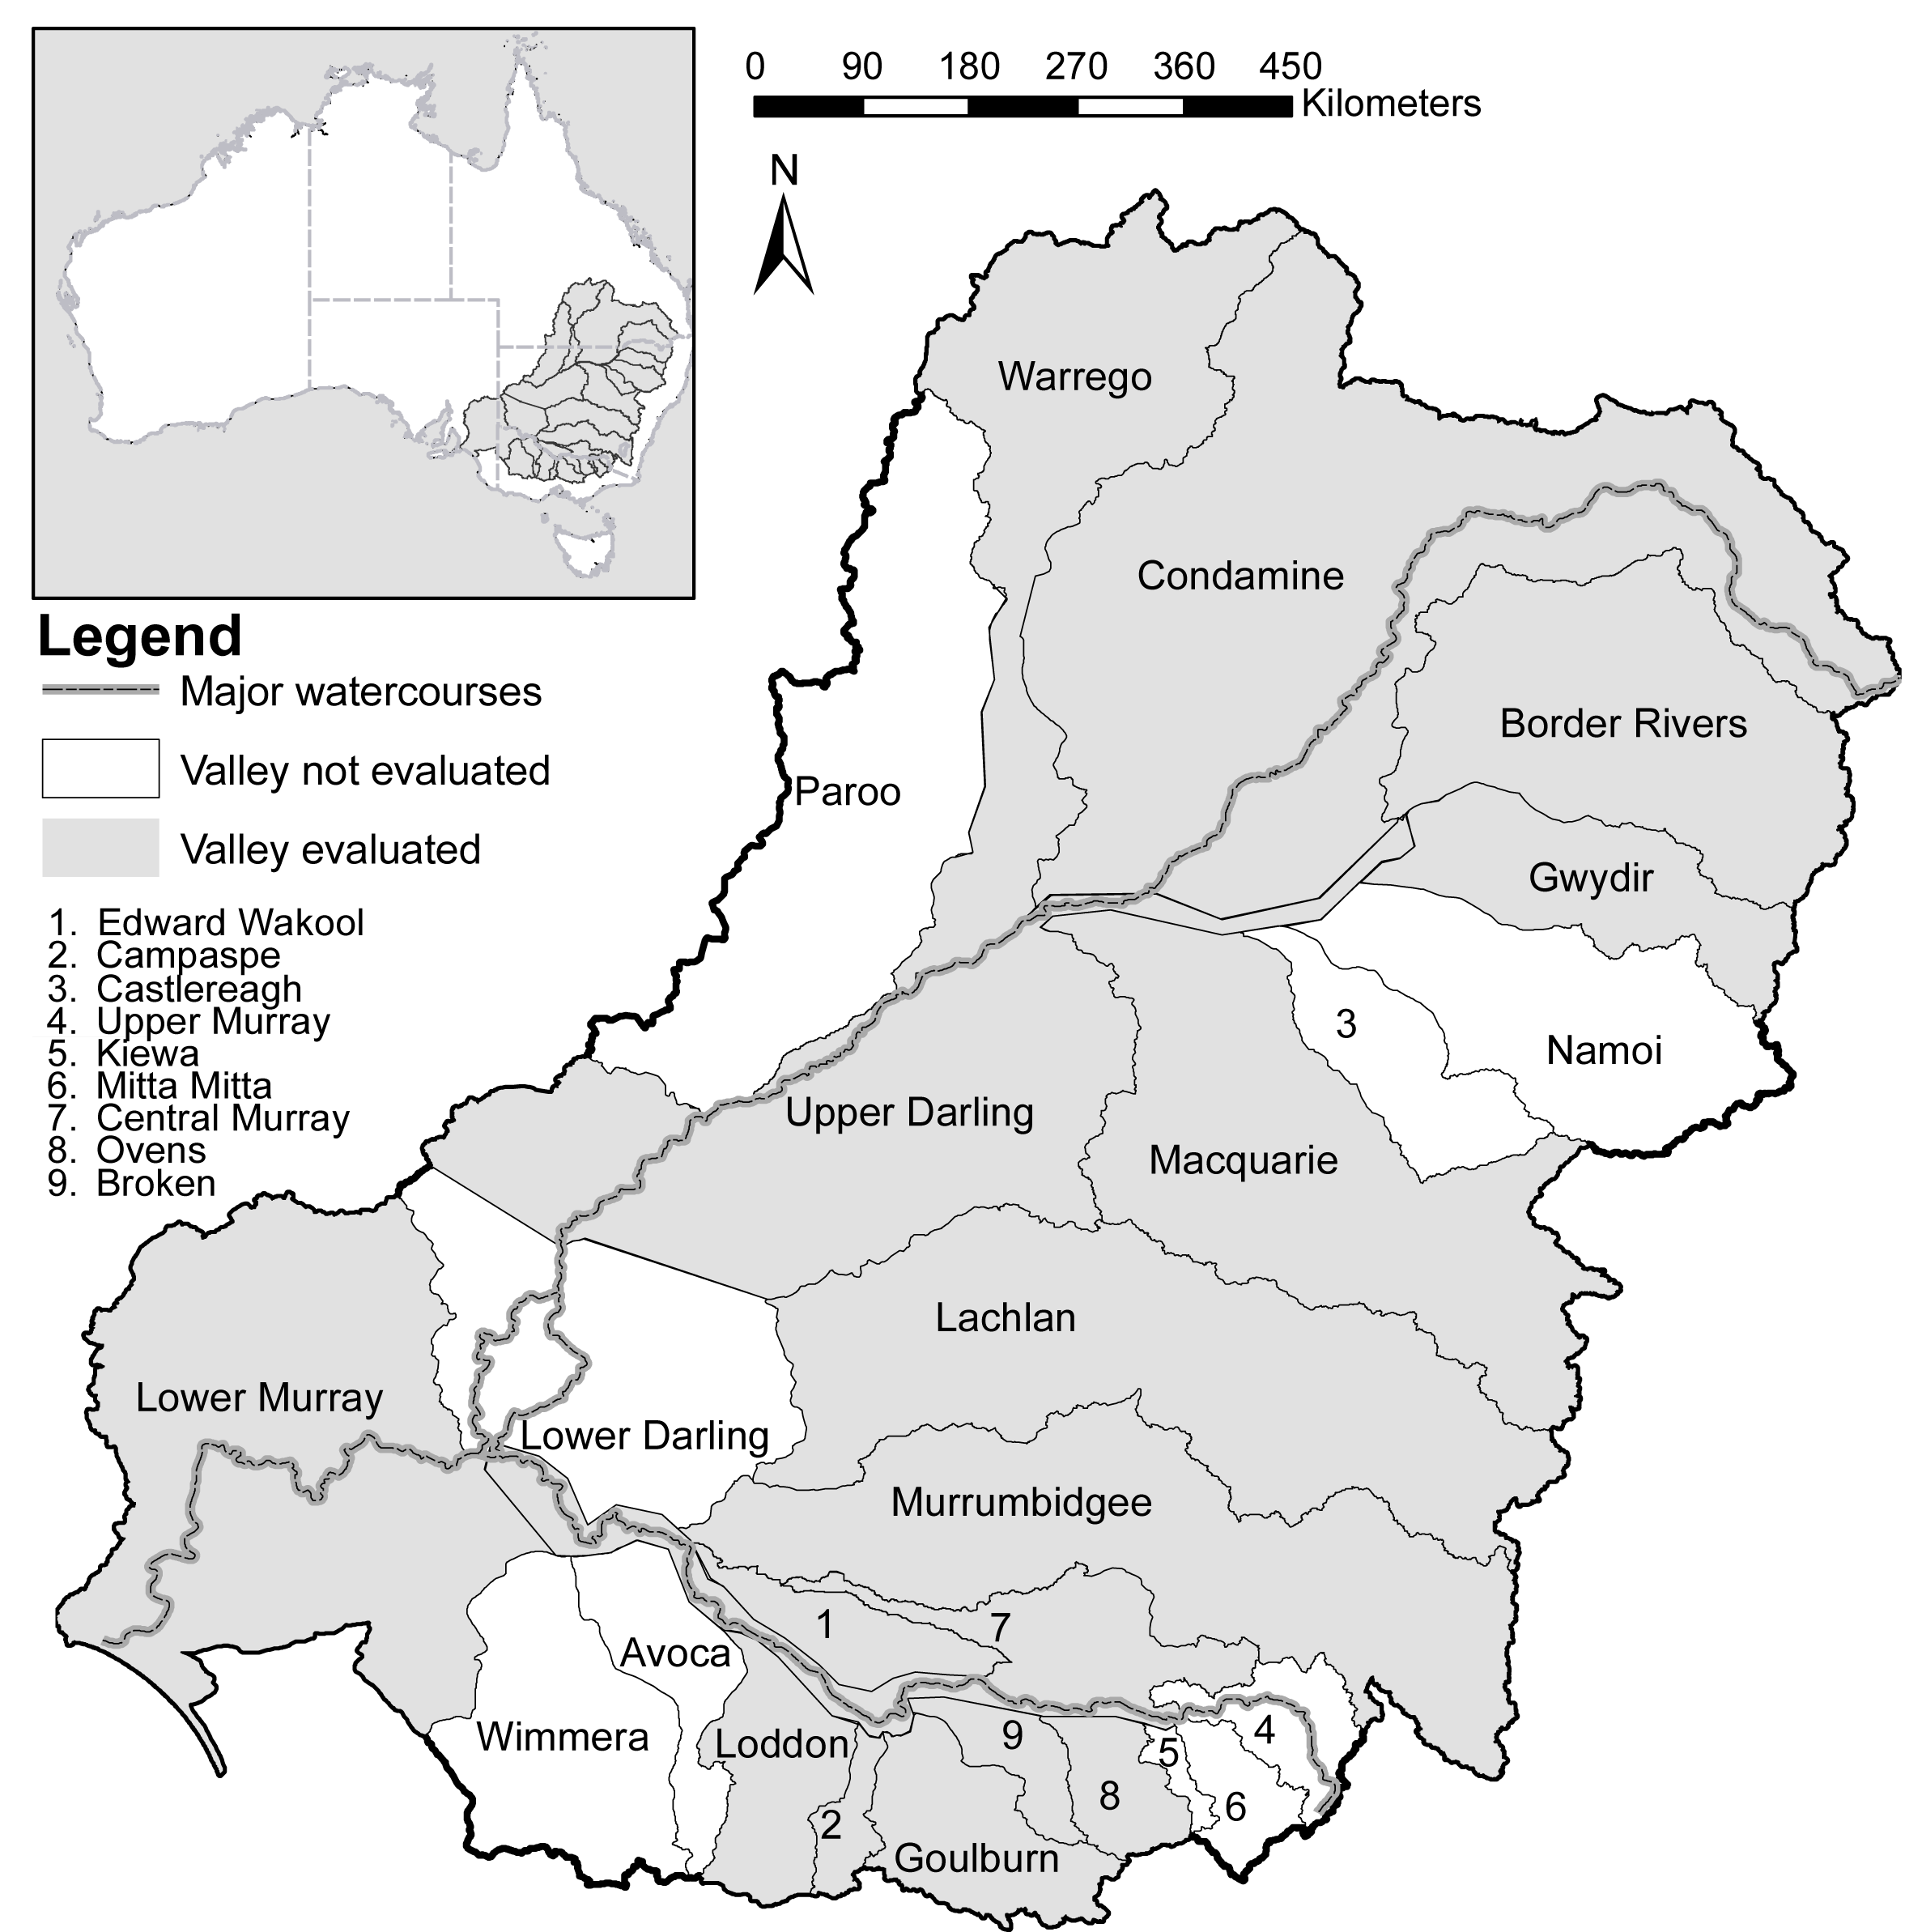 0 90 180 270 360 450
Kilometers
N
Legend
Major watercourses
Valley not evaluated
Valley evaluated
1. Edward Wakool
2. Campaspe
3. Castlereagh
4. Upper Murray
5. Kiewa
6. Mitta Mitta
7. Central Murray
8. Ovens
9. Broken
Warrego
Condamine
Border Rivers
Paroo
Gwydir
3
Namoi
Upper Darling
Macquarie
Lachlan
Lower Murray
Lower Darling
Murrumbidgee
1
7
Avoca
Wimmera
Loddon
9
4
5
8
6
2
Goulburn